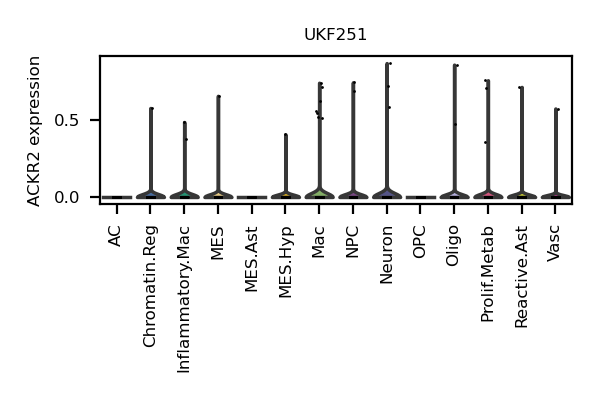 UKF251
ACKR2 expression
0.5
0.0
AC
Chromatin.Reg
Inflammatory.Mac
MES
MES.Ast
MES.Hyp
Mac
NPC
Neuron
OPC
Oligo
Prolif.Metab
Reactive.Ast
Vasc